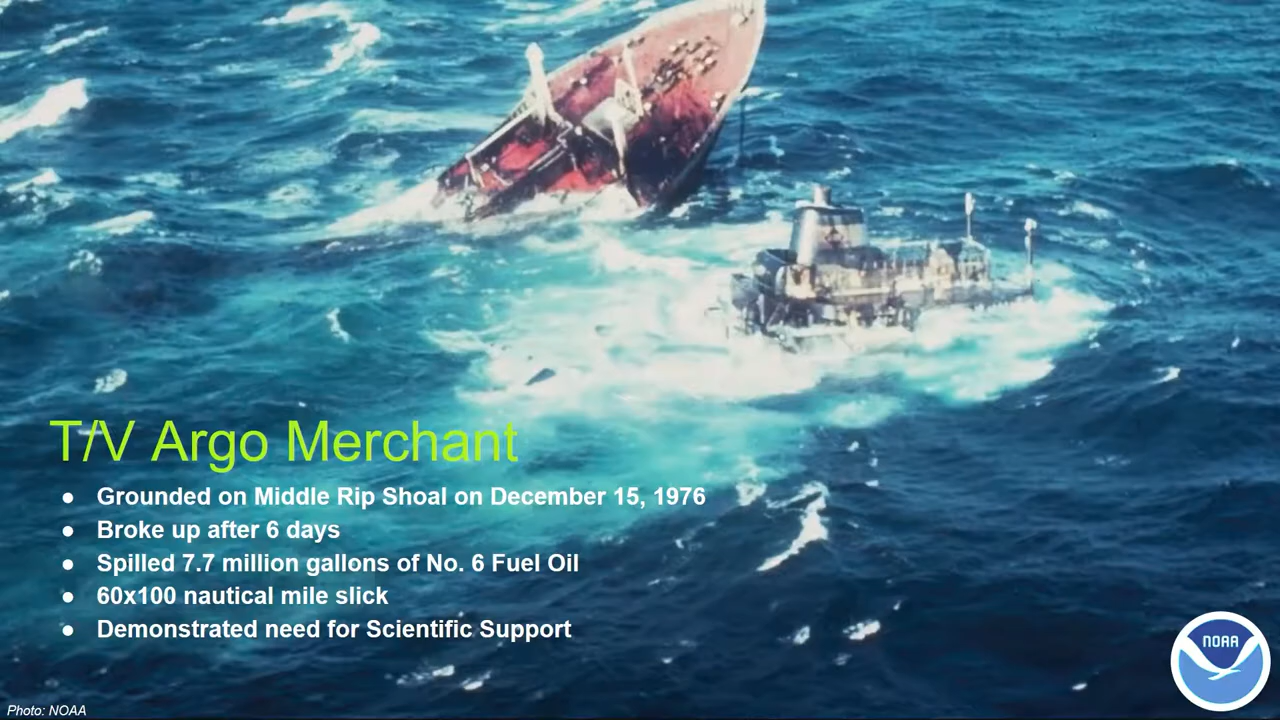 T/V Argo Merchant
● Grounded on Middle Rip Shoal on December 15, 1976
● Broke up after 6 days
● Spilled 7.7 million gallons of No. 6 Fuel Oil
● 60x100 nautical mile slick
● Demonstrated need for Scientific Support
NOAA
Photo: NOAA